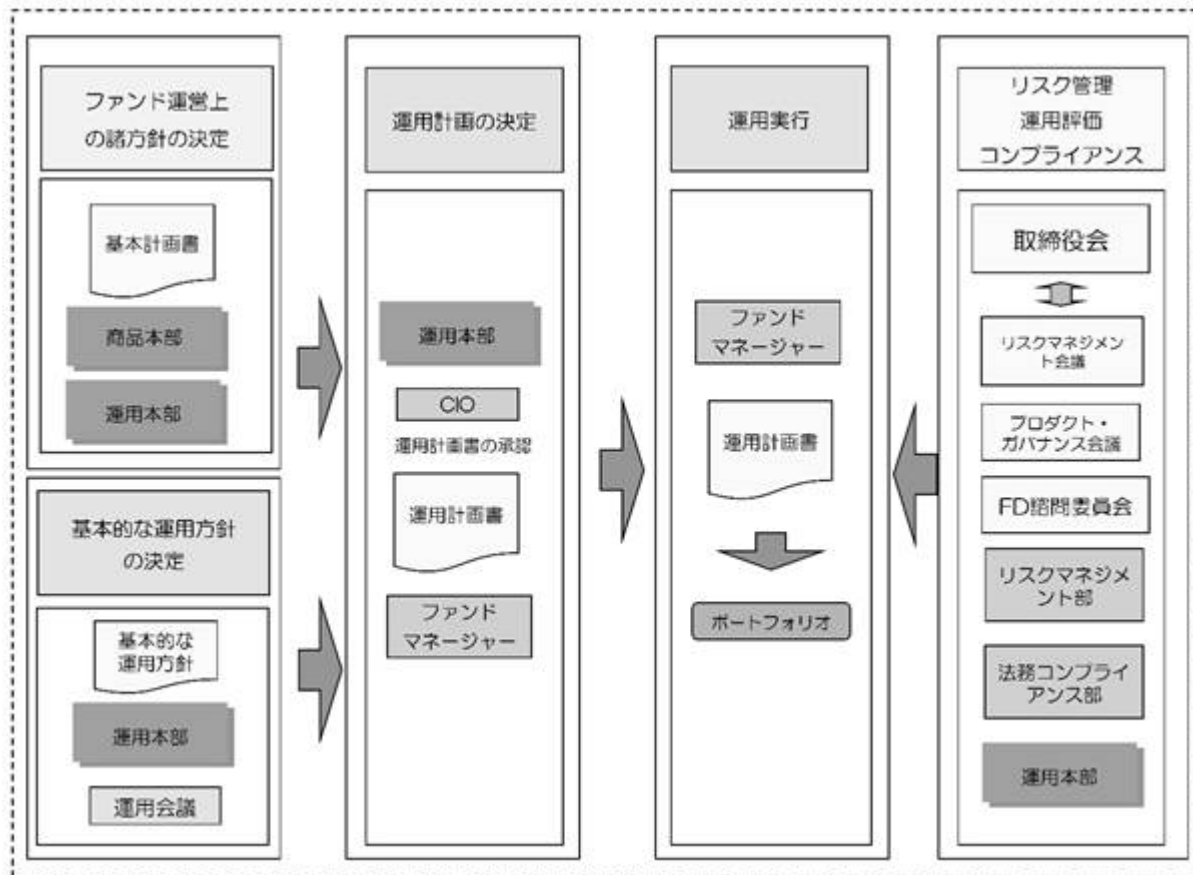 ファンド運営上
の諸方針の決定
基本計画書
商品本部
運用本部
基本的な運用方針
の決定
基本的な
運用方針
運用本部
運用会議
運用計画の決定
運用本部
CIO
運用計画書の承認
運用計画書
ファンド
マネージャー
運用実行
ファンド
マネージャー
運用計画書
ポートフォリオ
リスク管理
運用評価
コンプライアンス
取締役会
リスクマネジメン
ト会議
プロダクト・
ガバナンス会議
FD諮問委員会
リスクマネジメ
ント部
法務コンプライ
アンス部
運用本部